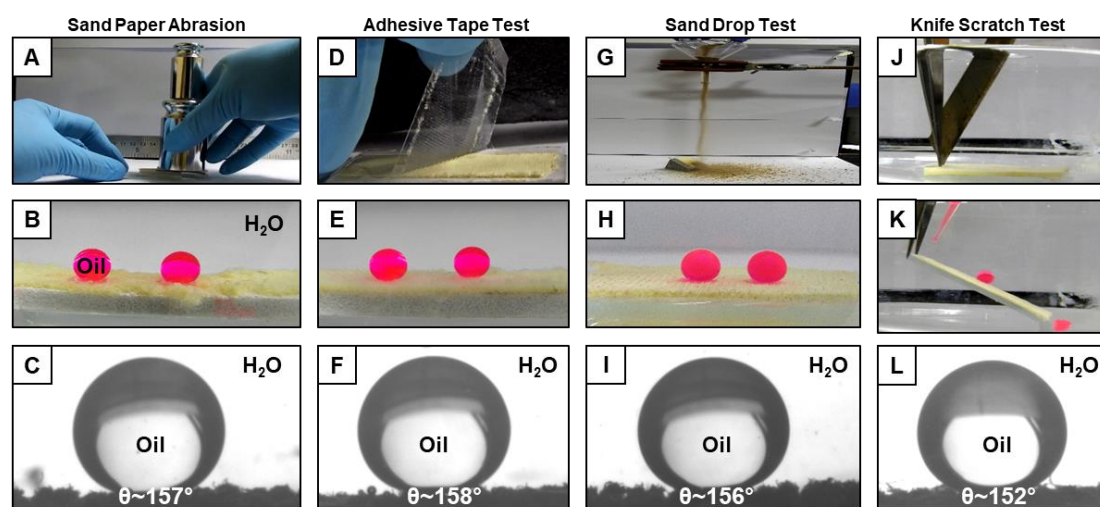 Sand Paper Abrasion
Adhesive Tape Test
Sand Drop Test
Knife Scratch Test
A
D
G
J
B
H₂O
Oil
E
H
K
C
H₂O
Oil
θ~157°
F
H₂O
Oil
θ~158°
I
H₂O
Oil
θ~156°
L
H₂O
Oil
θ~152°